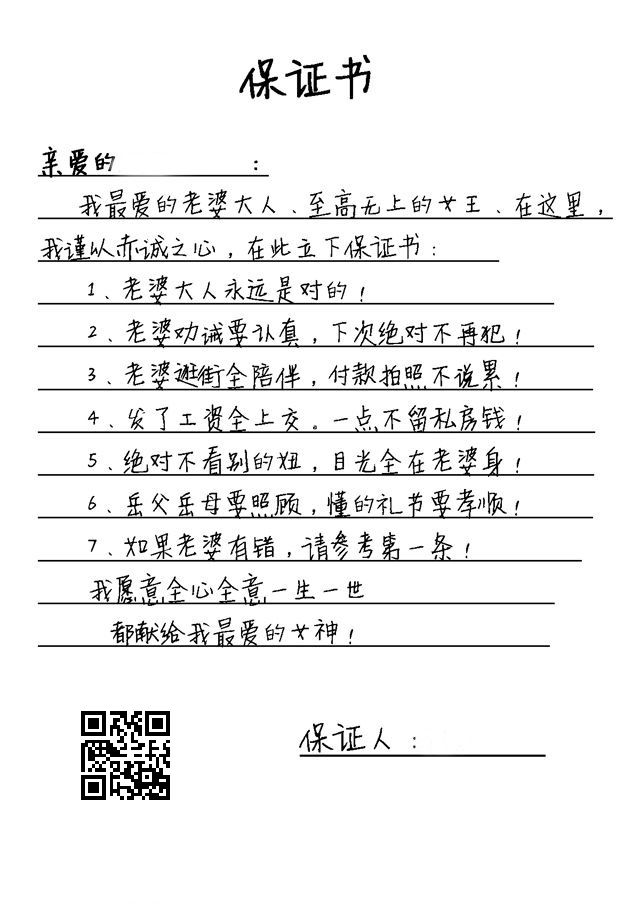 保证书
亲爱的 :
我最爱的老婆大人、至高无上的女王、在这里，
我谨以赤诚之心，在此立下保证书：
1、老婆大人永远是对的！
2、老婆劝诫要认真，下次绝对不再犯！
3、老婆逛街全陪伴，付款拍照不说累！
4、发了工资全上交。一点不留私房钱！
5、绝对不看别的妞，目光全在老婆身！
6、岳父岳母要照顾，懂的礼节要孝顺！
7、如果老婆有错，请参考第一条！
我愿意全心全意一生一世
都献给我最爱的女神！
保证人：